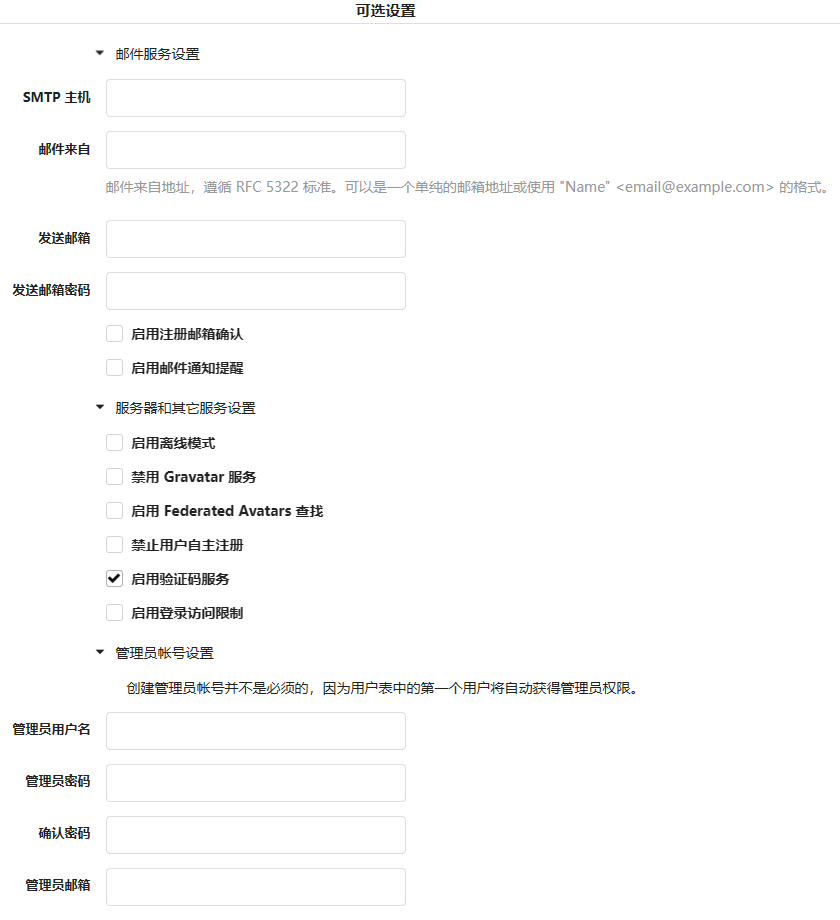 可选设置
邮件服务设置
SMTP 主机
邮件来自
邮件来自地址，遵循 RFC 5322 标准。可以是一个单纯的邮箱地址或使用 "Name" <email@example.com> 的格式。
发送邮箱
发送邮箱密码
启用注册邮箱确认
启用邮件通知提醒
服务器和其它服务设置
启用离线模式
禁用 Gravatar 服务
启用 Federated Avatars 查找
禁止用户自主注册
启用验证码服务
启用登录访问限制
管理员帐号设置
创建管理员帐号并不是必须的，因为用户表中的第一个用户将自动获得管理员权限。
管理员用户名
管理员密码
确认密码
管理员邮箱